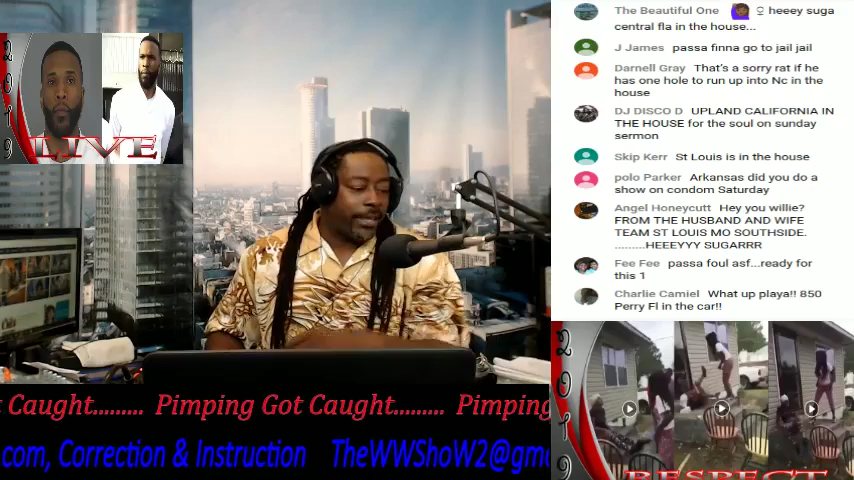 2019
LIVE
The Beautiful One heeey suga
central fla in the house...
J James passa finna go to jail jail
Darnell Gray That's a sorry rat if he
has one hole to run up into Nc in the
house
DJ DISCO D UPLAND CALIFORNIA IN
THE HOUSE for the soul on sunday
sermon
Skip Kerr St Louis is in the house
polo Parker Arkansas did you do a
show on condom Saturday
Angel Honeycutt Hey you willie?
FROM THE HUSBAND AND WIFE
TEAM ST LOUIS MO SOUTHSIDE.
.........HEEEYYY SUGARRR
Fee Fee passa foul asf...ready for
this 1
Charlie Camiel What up playa!! 850
Perry Fl in the car!!
2019
RESPECT
t Caught......... Pimping Got Caught......... Pimping
com, Correction & Instruction TheWWShoW2@gm